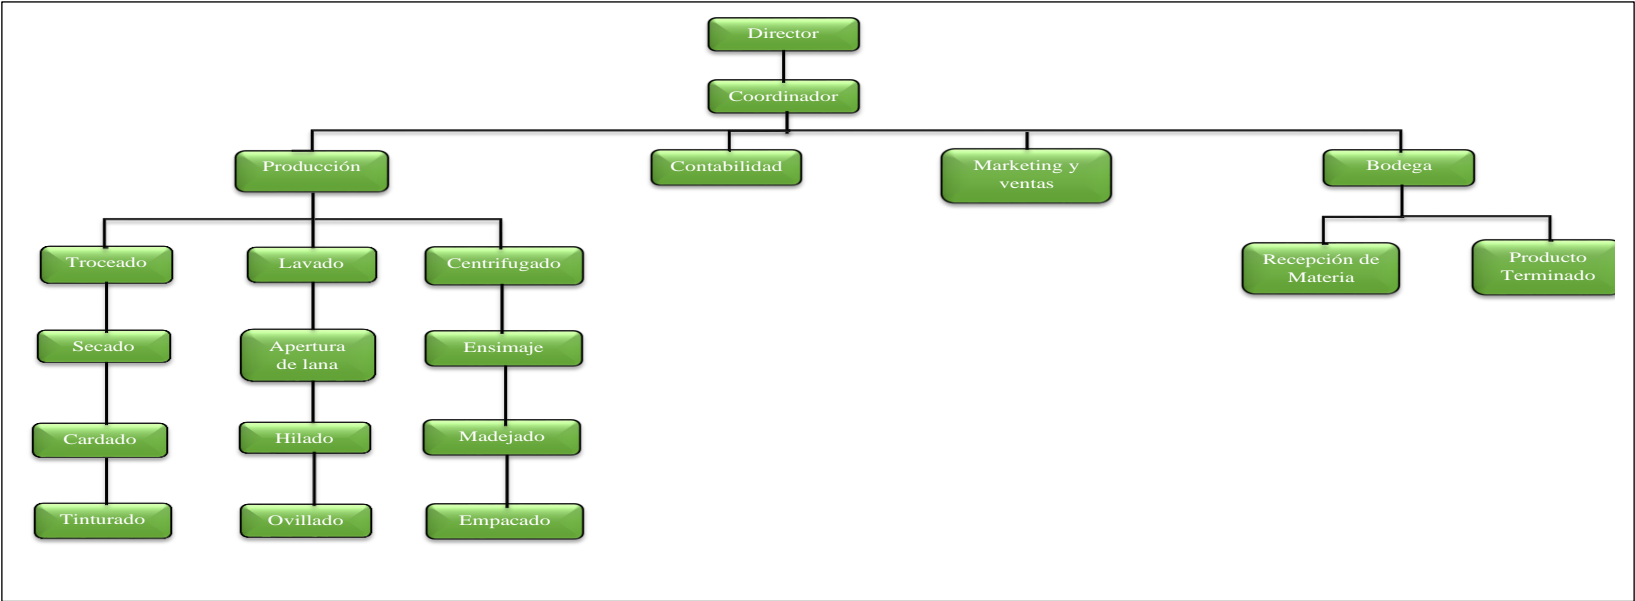 Director
Coordinador
Producción
Contabilidad
Marketing y
ventas
Bodega
Troceado
Lavado
Centrifugado
Recepción de
Materia
Producto
Terminado
Secado
Apertura
de lana
Ensimaje
Cardado
Hilado
Madejado
Tinturado
Ovillado
Empacado